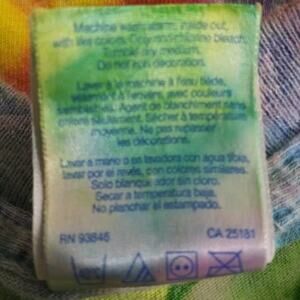 Machine wash warm, inside out,
with like colors. Only non-chlorine bleach.
Tumble dry medium.
Do not iron decoration.
Laver à la machine à l'eau tiède,
vêtement à l'envers, avec couleurs
semblables. Agent de blanchiment sans
chlore seulement. Sécher à température
moyenne. Ne pas repasser
les décorations.
Lavar a mano o en lavadora con agua tibia,
lavar por el revés, con colores similares.
Solo blanqueador sin cloro.
Secar a temperatura baja.
No planchar el estampado.
RN 93846 CA 25181